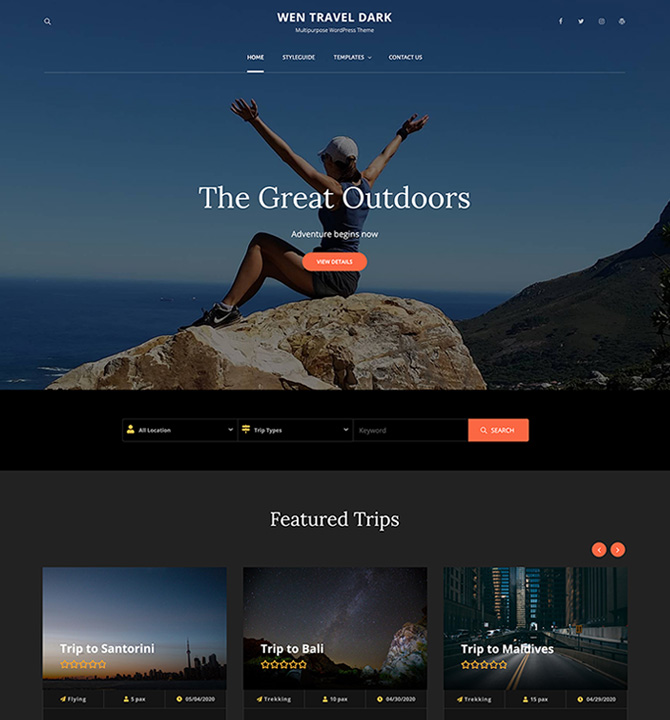 WEN TRAVEL DARK
Multipurpose WordPress Theme
HOME STYLEGUIDE TEMPLATES CONTACT US
The Great Outdoors
Adventure begins now
VIEW DETAILS
All Location Trip Types Keyword SEARCH
Featured Trips
Trip to Santorini Trip to Bali Trip to Maldives
Flying 5 pax 05/04/2020 Trekking 10 pax 04/30/2020 Trekking 15 pax 04/29/2020